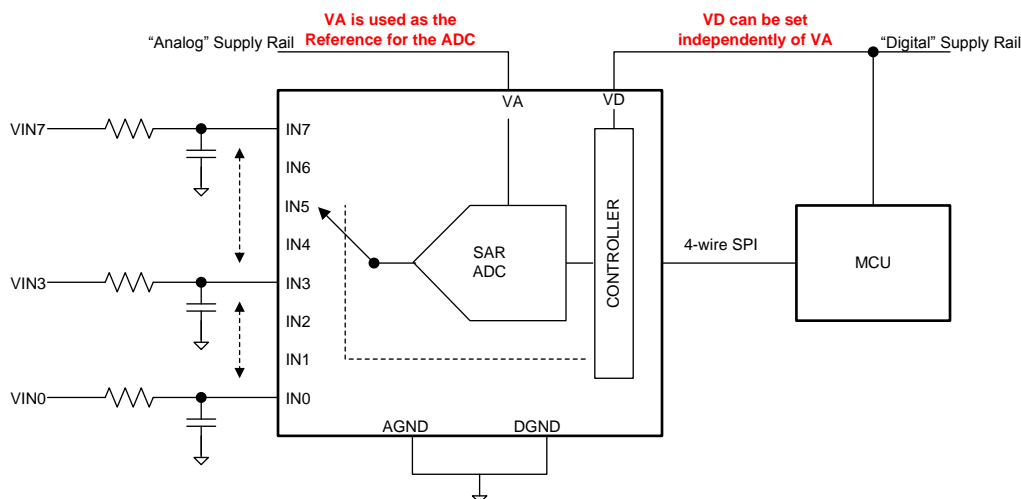 VA is used as the
Reference for the ADC
VD can be set
independently of VA
“Analog” Supply Rail
“Digital” Supply Rail
VA
VD
VIN7
IN7
IN6
IN5
IN4
VIN3
IN3
IN2
IN1
VIN0
IN0
SAR
ADC
CONTROLLER
4-wire SPI
MCU
AGND
DGND